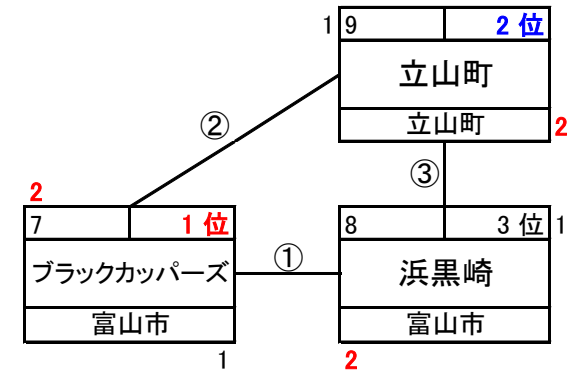 1 9 2 位
立山町
立山町 2
②
③
2
7 1 位
8 3 位 1
ブラックカッパーズ ① 浜黒崎
富山市 富山市
1 2